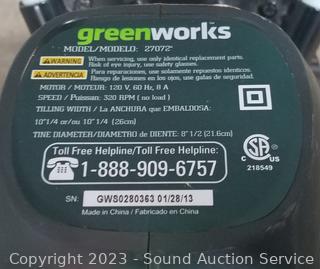 greenworks
MODEL/MODELO: 27072*
WARNING
When servicing, use only identical replacement parts.
Risk of eye injury, use safety glasses.
ADVERTENCIA
Para las reparaciones, use solamente repuestos idénticos.
Riesgo de lesión en los ojos, use gafas de seguridad.
MOTOR / MOTEUR: 120 V, 60 Hz, 8 A
SPEED / Puissan: 320 RPM ( no load )
TILLING WIDTH / La ANCHURA que EMBALDOSA:
10"1/4 or/ou 10" 1/4 (26cm)
TINE DIAMETER/DIAMETRO de DIENTE: 8" 1/2 (21.6cm)
Toll Free Helpline/Toll Free Helpline:
1-888-909-6757
SA
C US
218549
SN: GWS0280363 01/28/13
Made in China / Fabricado en China
Copyright 2023 - Sound Auction Service